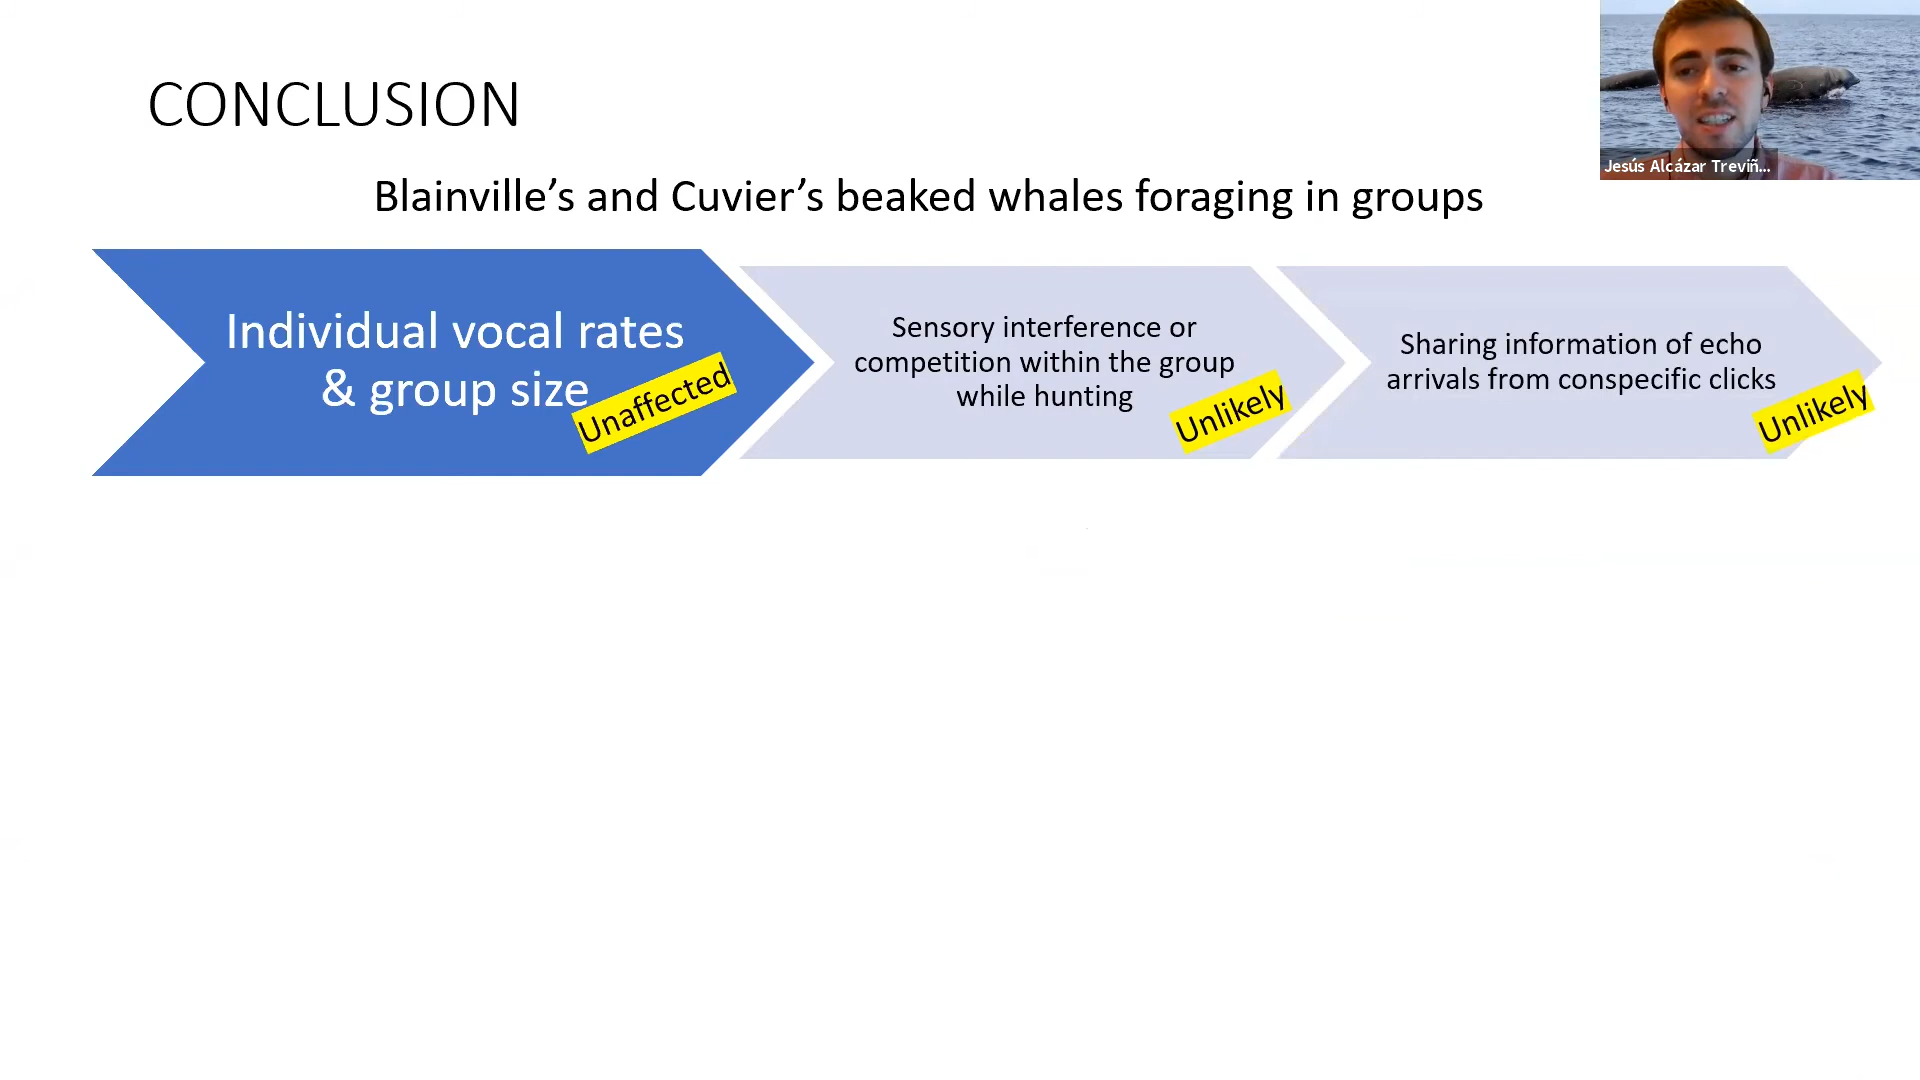 CONCLUSION
Jesús Alcázar Treviñ...
Blainville’s and Cuvier’s beaked whales foraging in groups
Individual vocal rates
& group size
Unaffected
Sensory interference or
competition within the group
while hunting
Unlikely
Sharing information of echo
arrivals from conspecific clicks
Unlikely